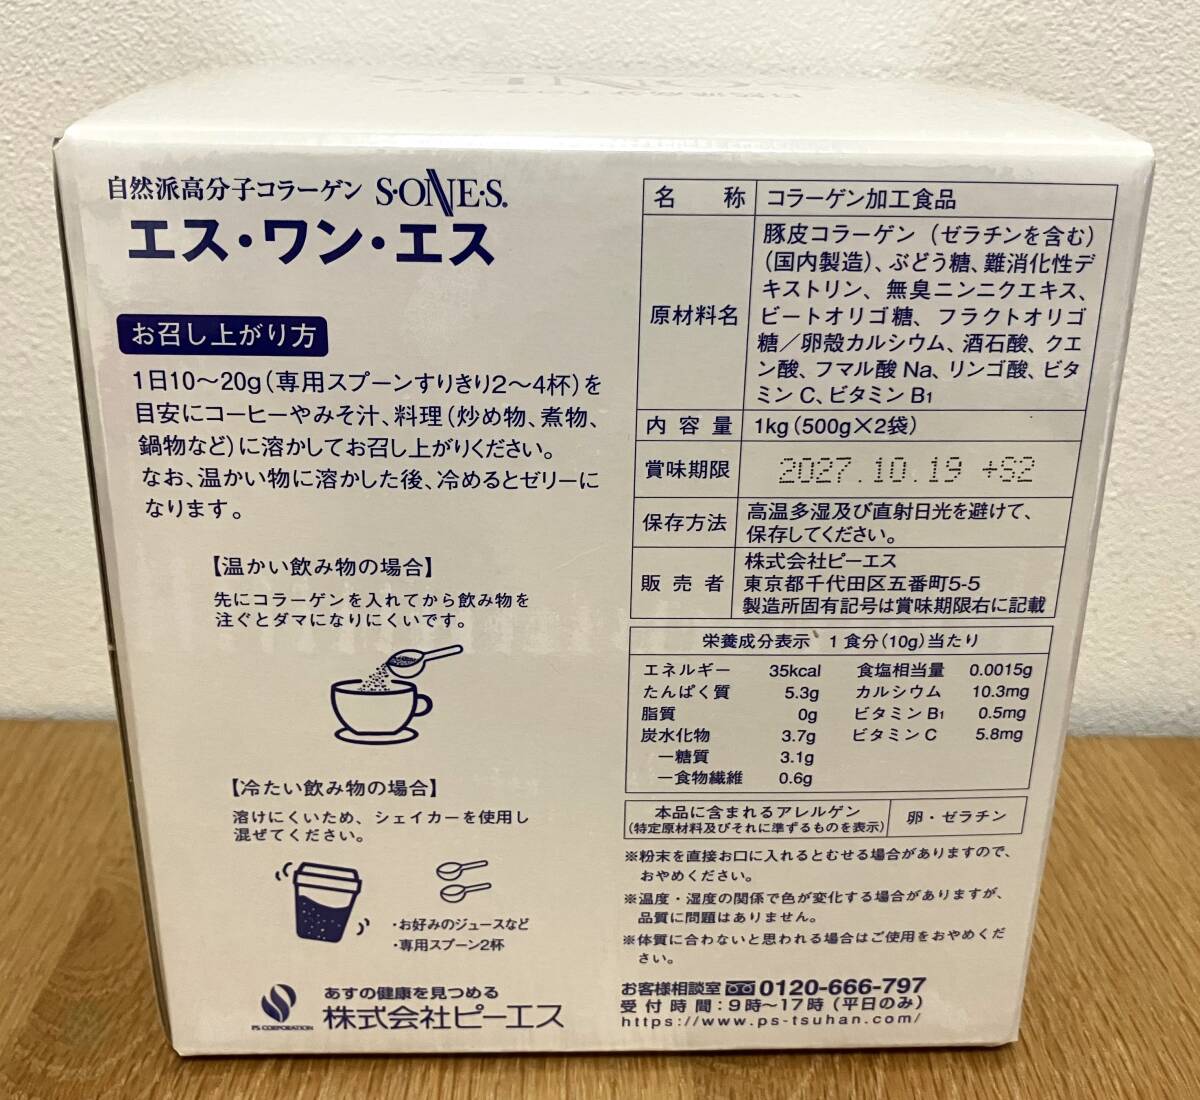 自然派高分子コラーゲン S·ONE·S®
エス・ワン・エス
お召し上がり方
1日10〜20g（専用スプーンすりきり2〜4杯）を
目安にコーヒーやみそ汁、料理（炒め物、煮物、
鍋物など）に溶かしてお召し上がりください。
なお、温かい物に溶かした後、冷めるとゼリーに
なります。
【温かい飲み物の場合】
先にコラーゲンを入れてから飲み物を
注ぐとダマになりにくいです。
【冷たい飲み物の場合】
溶けにくいため、シェイカーを使用し
混ぜてください。
・お好みのジュースなど
・専用スプーン2杯
PS CORPORATION
あすの健康を見つめる
株式会社ピーエス
名称 コラーゲン加工食品
原材料名
豚皮コラーゲン（ゼラチンを含む）
（国内製造）、ぶどう糖、難消化性デ
キストリン、無臭ニンニクエキス、
ビートオリゴ糖、フラクトオリゴ
糖／卵殻カルシウム、酒石酸、クエ
ン酸、フマル酸Na、リンゴ酸、ビタ
ミンC、ビタミンB1
内容量 1kg（500g×2袋）
賞味期限 2027.10.19 +S2
保存方法
高温多湿及び直射日光を避けて、
保存してください。
販売者
株式会社ピーエス
東京都千代田区五番町5-5
製造所固有記号は賞味期限右に記載
栄養成分表示 1食分（10g）当たり
エネルギー 35kcal 食塩相当量 0.0015g
たんぱく質 5.3g カルシウム 10.3mg
脂質 0g ビタミンB1 0.5mg
炭水化物 3.7g ビタミンC 5.8mg
ー糖質 3.1g
ー食物繊維 0.6g
本品に含まれるアレルゲン
（特定原材料及びそれに準ずるものを表示）
卵・ゼラチン
※粉末を直接お口に入れるとむせる場合がありますので、
おやめください。
※温度・湿度の関係で色が変化する場合がありますが、
品質に問題はありません。
※体質に合わないと思われる場合はご使用をおやめくだ
さい。
お客様相談室 0120-666-797
受付時間：9時〜17時（平日のみ）
https://www.ps-tsuhan.com/